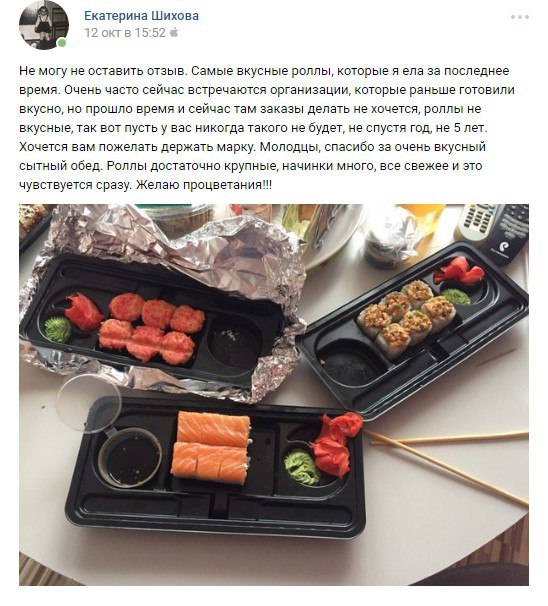 Екатерина Шихова
12 окт в 15:52
Не могу не оставить отзыв. Самые вкусные роллы, которые я ела за последнее
время. Очень часто сейчас встречаются организации, которые раньше готовили
вкусно, но прошло время и сейчас там заказы делать не хочется, роллы не
вкусные, так вот пусть у вас никогда такого не будет, не спустя год, не 5 лет.
Хочется вам пожелать держать марку. Молодцы, спасибо за очень вкусный
сытный обед. Роллы достаточно крупные, начинки много, все свежее и это
чувствуется сразу. Желаю процветания!!!